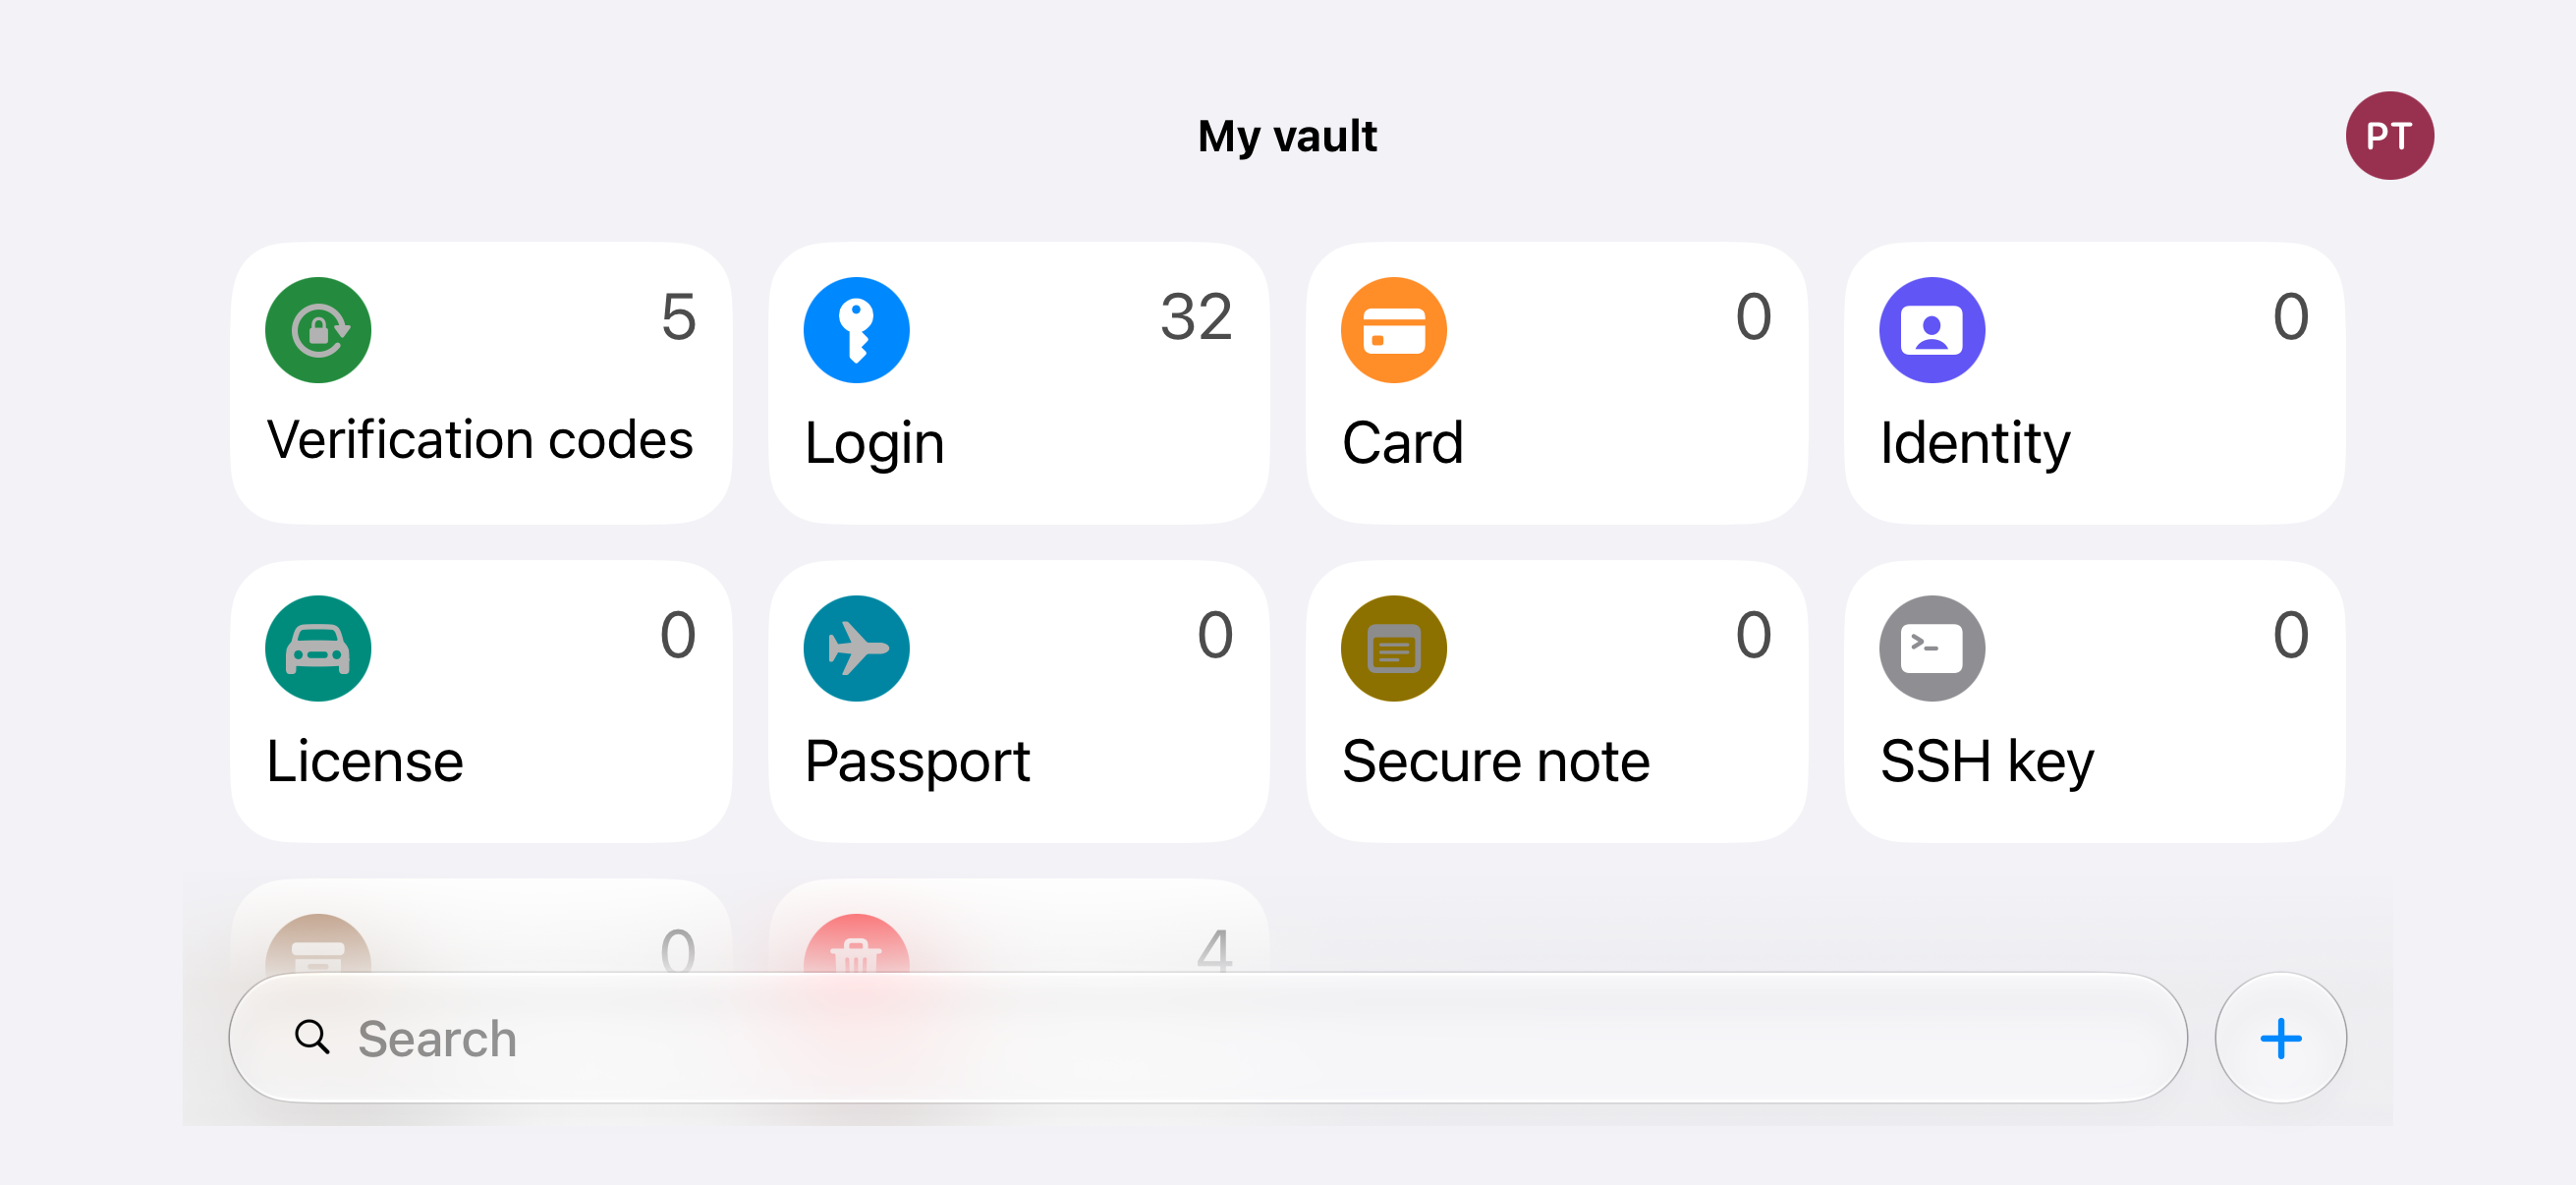 My vault
PT
5
32
0
0
Verification codes
Login
Card
Identity
0
0
0
0
License
Passport
Secure note
SSH key
0
4
Search